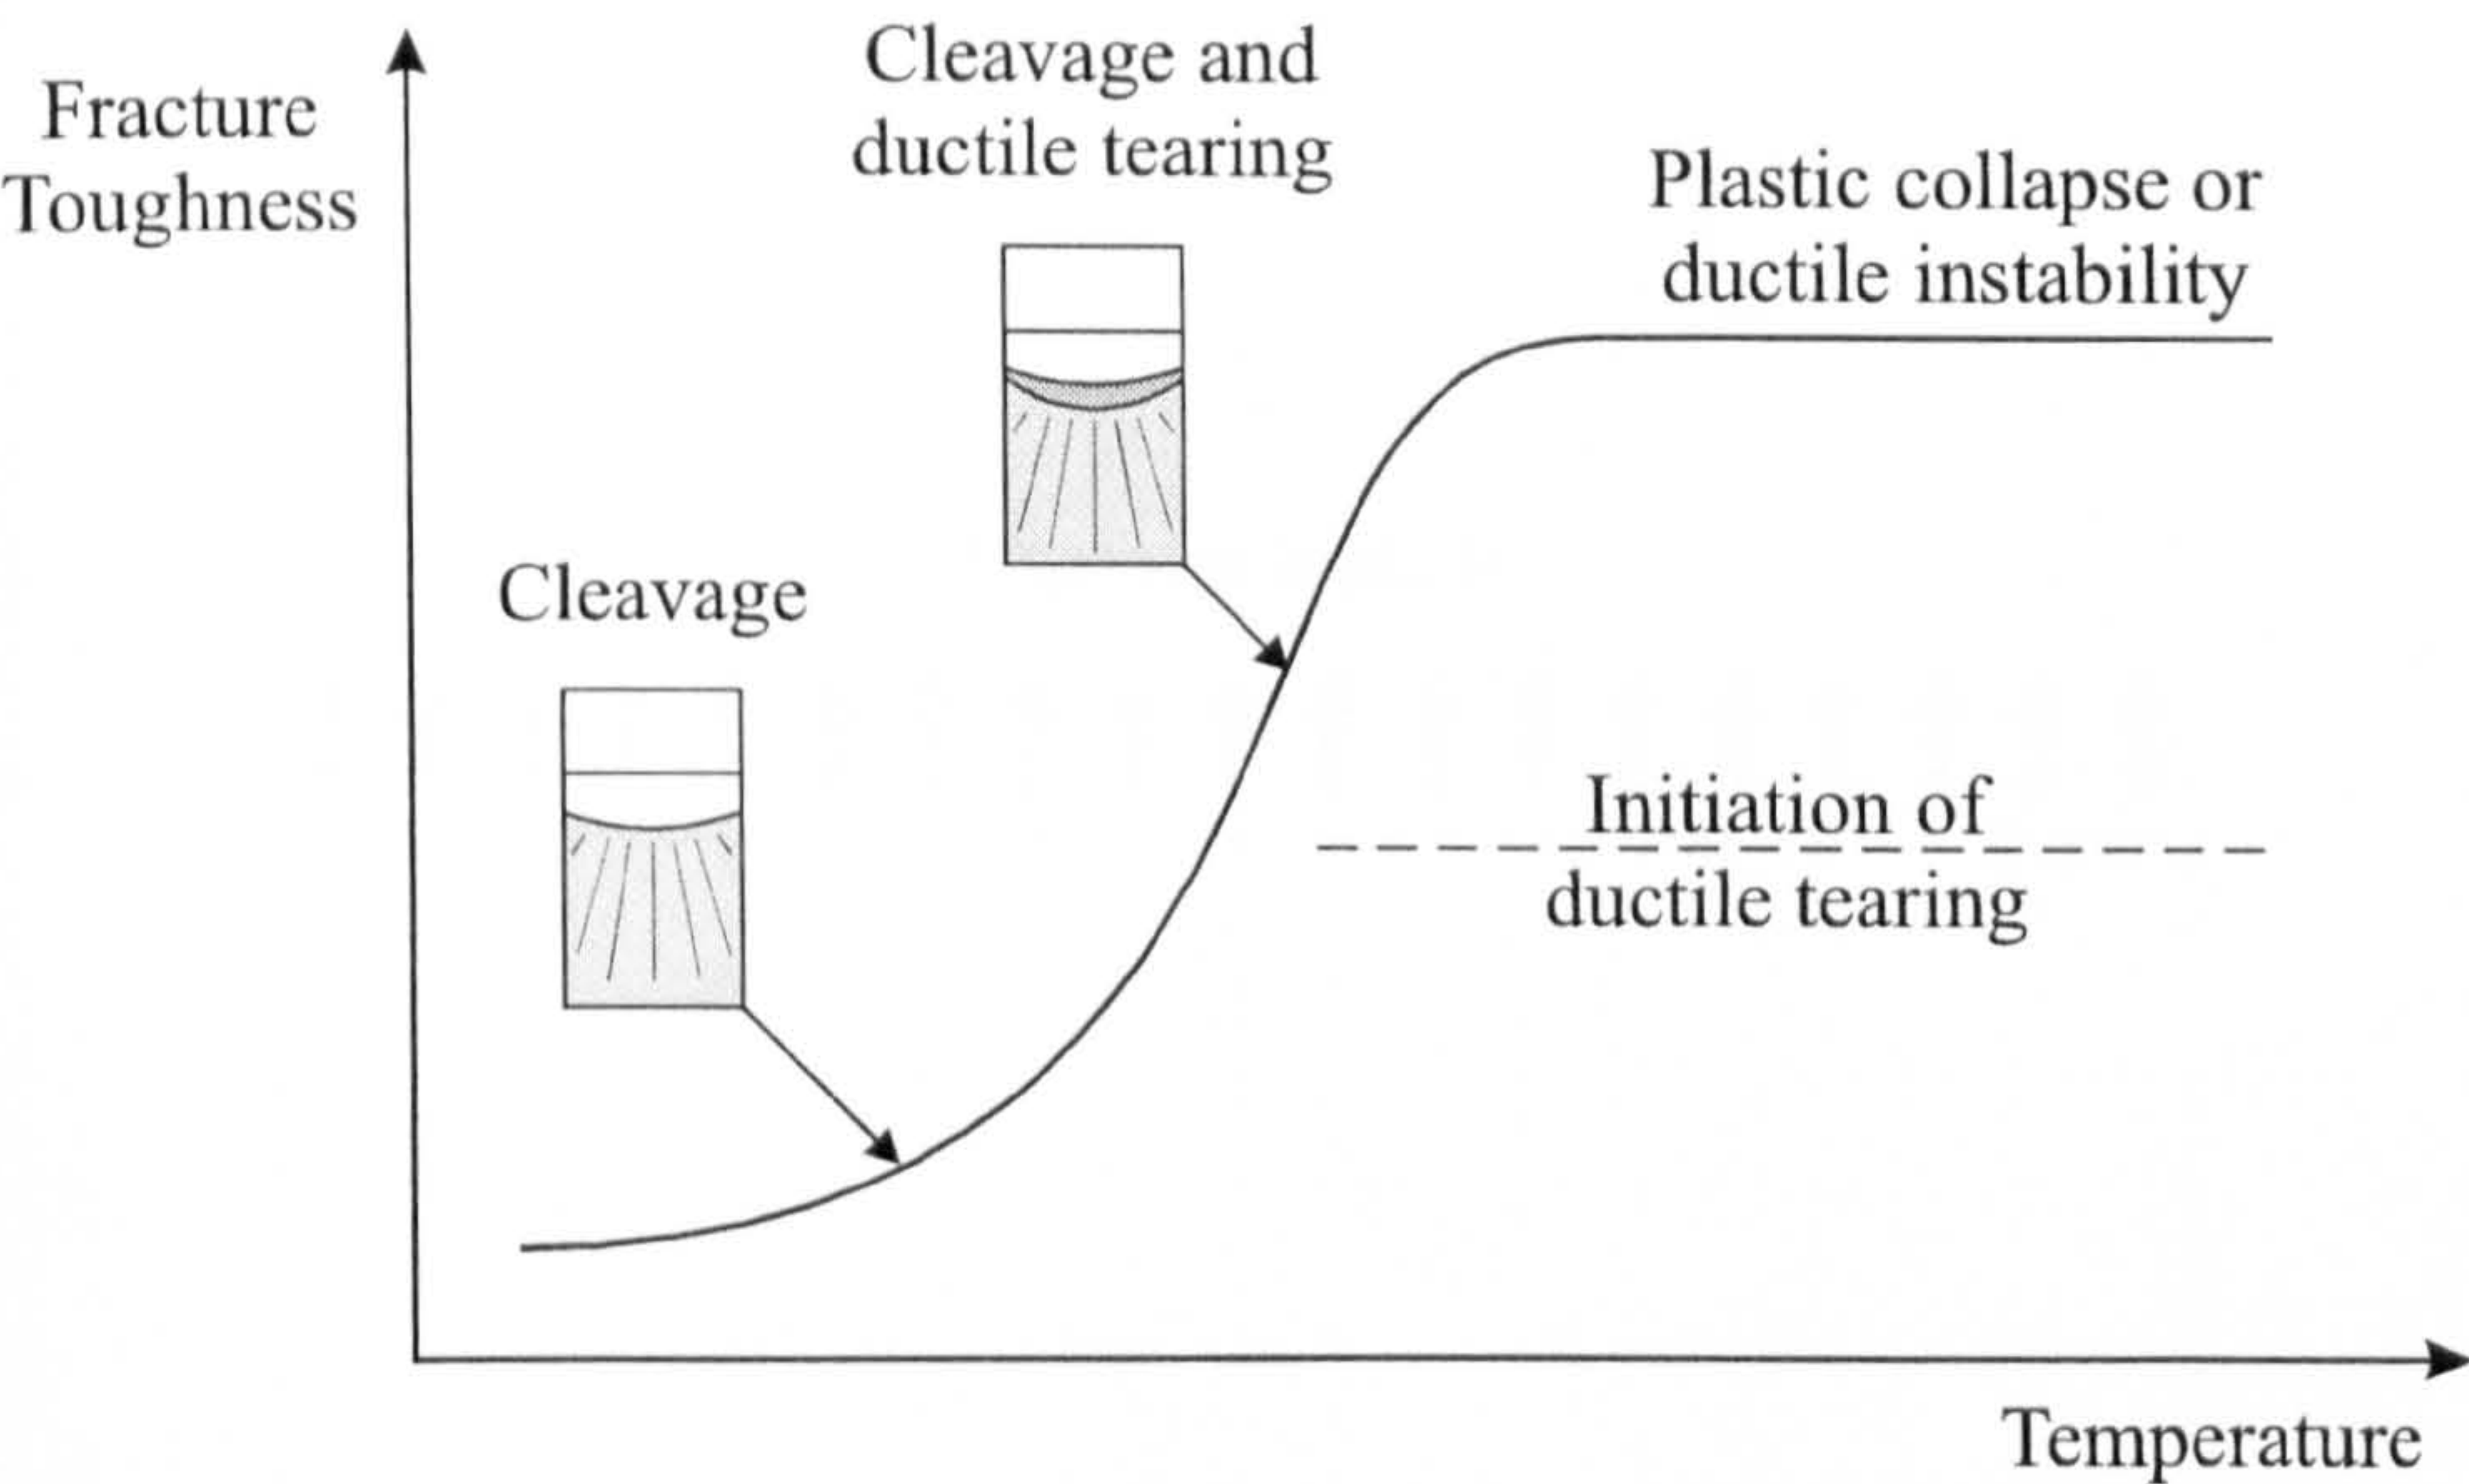 Fracture
Toughness
Cleavage and
ductile tearing
Plastic collapse or
ductile instability
Cleavage
Initiation of
ductile tearing
Temperature